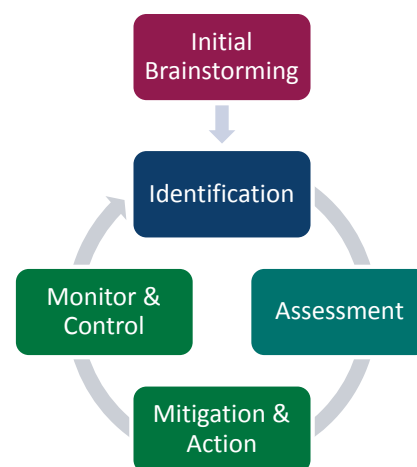 Initial
Brainstorming
Identification
Monitor &
Control
Assessment
Mitigation &
Action